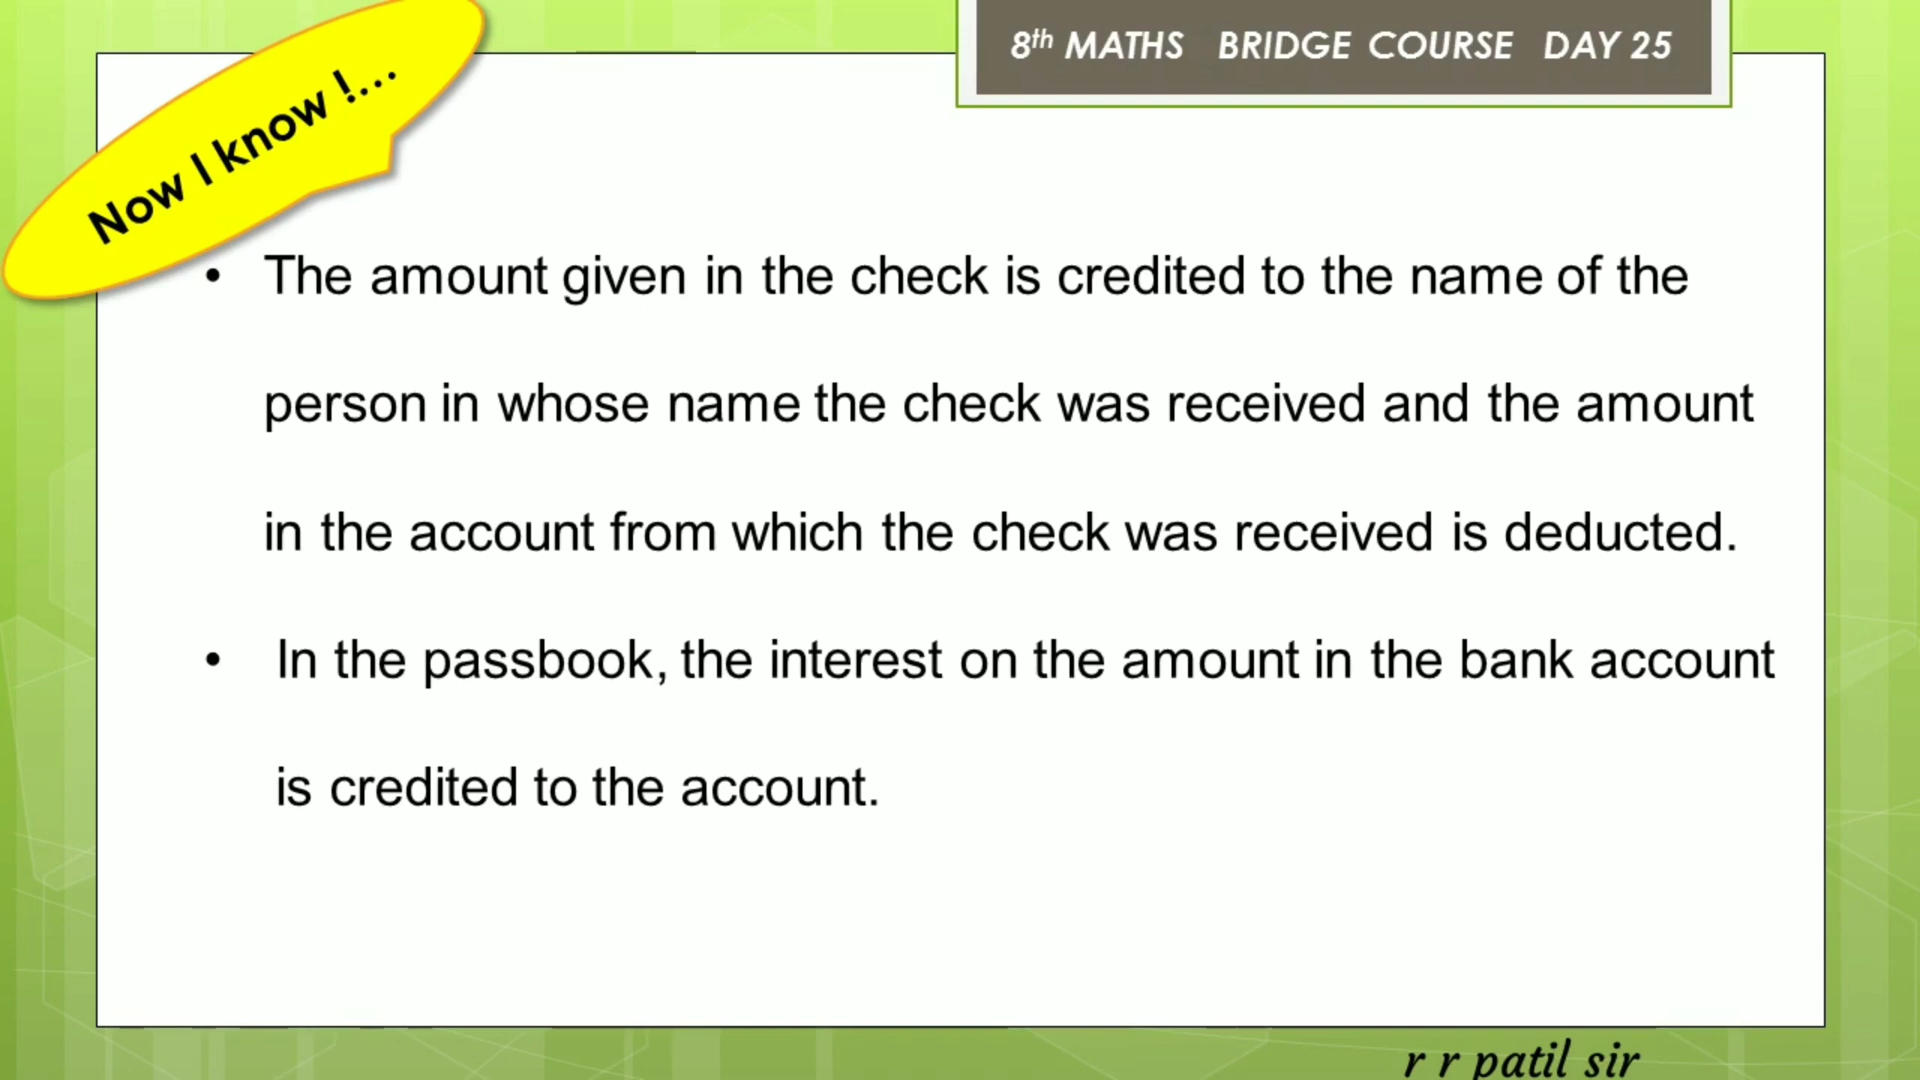 8th MATHS BRIDGE COURSE DAY 25
Now I know !...
• The amount given in the check is credited to the name of the
person in whose name the check was received and the amount
in the account from which the check was received is deducted.
• In the passbook, the interest on the amount in the bank account
is credited to the account.
r r patil sir